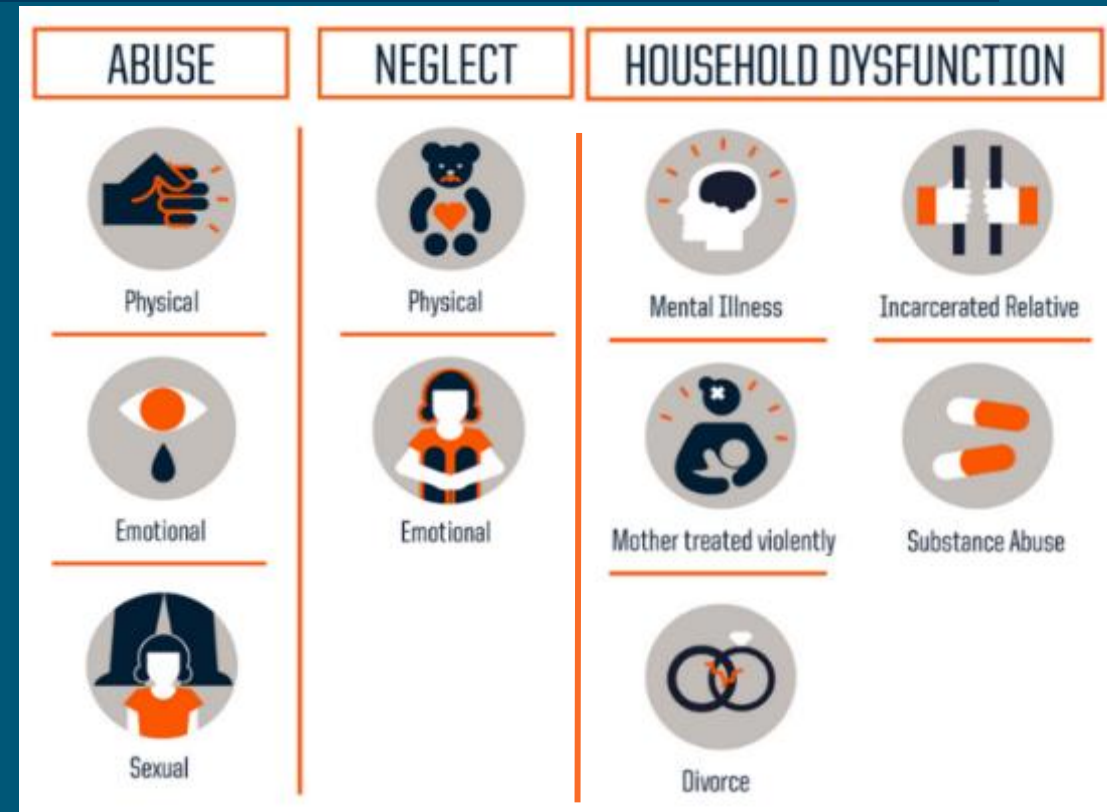 ABUSE
NEGLECT
HOUSEHOLD DYSFUNCTION
Physical
Emotional
Sexual
Physical
Emotional
Mental Illness
Incarcerated Relative
Mother treated violently
Substance Abuse
Divorce